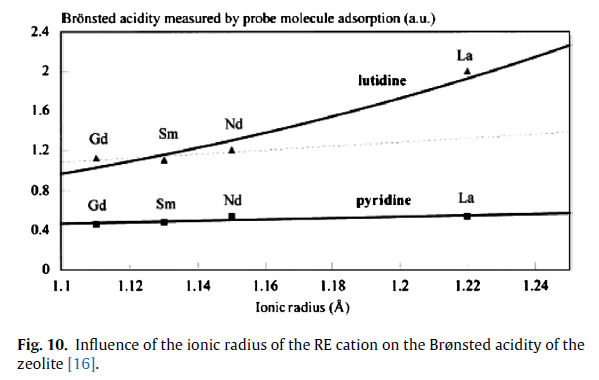 Brönsted acidity measured by probe molecule adsorption (a.u.)
2.4
2
1.6
1.2
0.8
0.4
0
La
lutidine
Gd
Sm
Nd
Gd
Sm
Nd
pyridine
La
1.1
1.12
1.14
1.16
1.18
1.2
1.22
1.24
Ionic radius (Å)
Fig. 10. Influence of the ionic radius of the RE cation on the Brønsted acidity of the
zeolite [16].